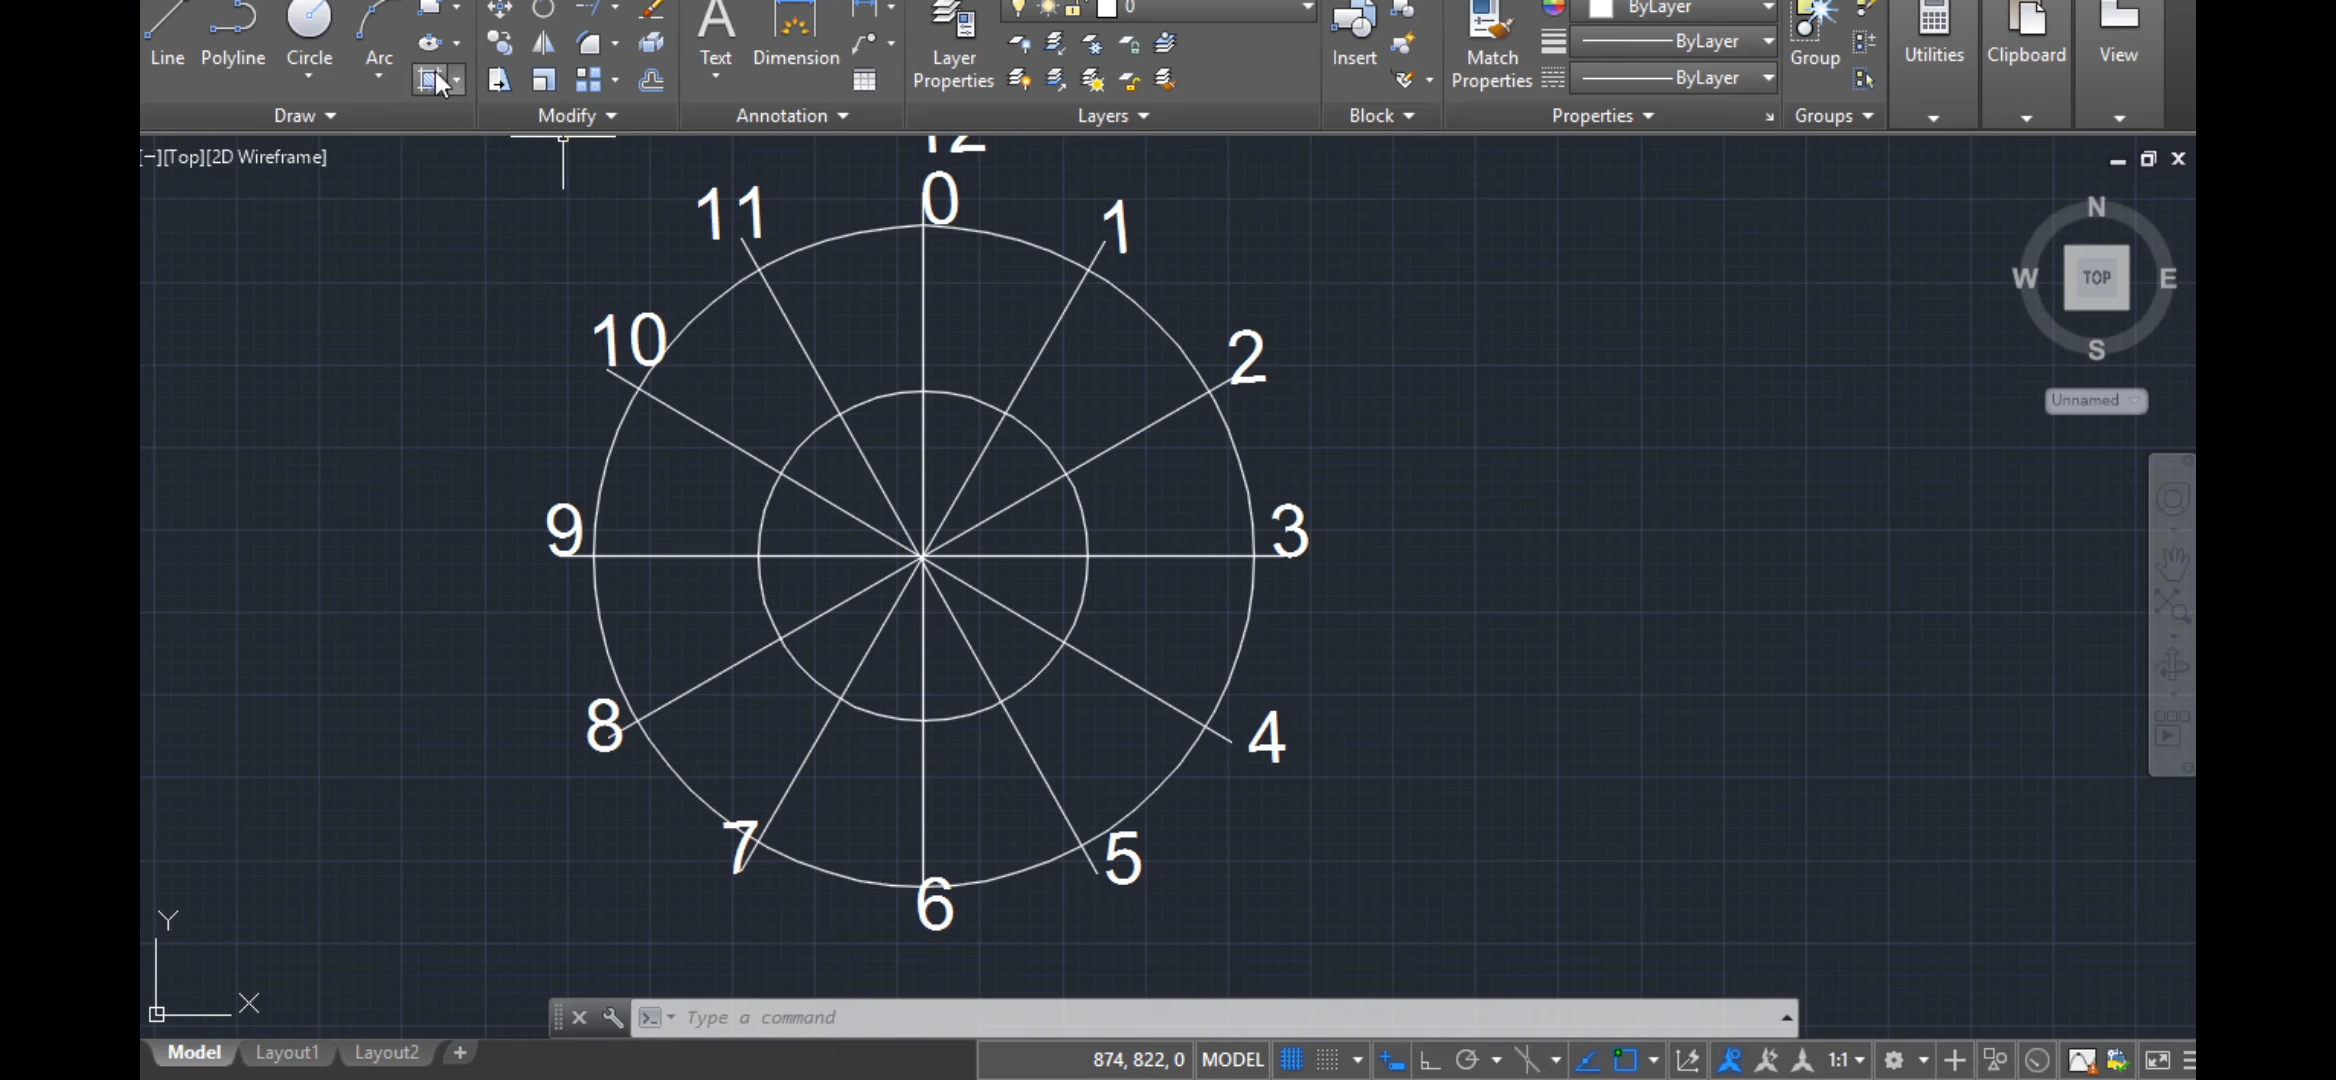 0
Line Polyline Circle Arc Text Dimension Layer Properties Insert Match Properties ByLayer
ByLayer
ByLayer
Group Utilities Clipboard View
Draw Modify Annotation Layers Block Properties Groups
[−][Top][2D Wireframe]
12
0
11
1
10
2
9
3
8
4
7
5
6
N
W TOP E
S
Unnamed
Y
X
Type a command
Model Layout1 Layout2 +
874, 822, 0 MODEL 1:1